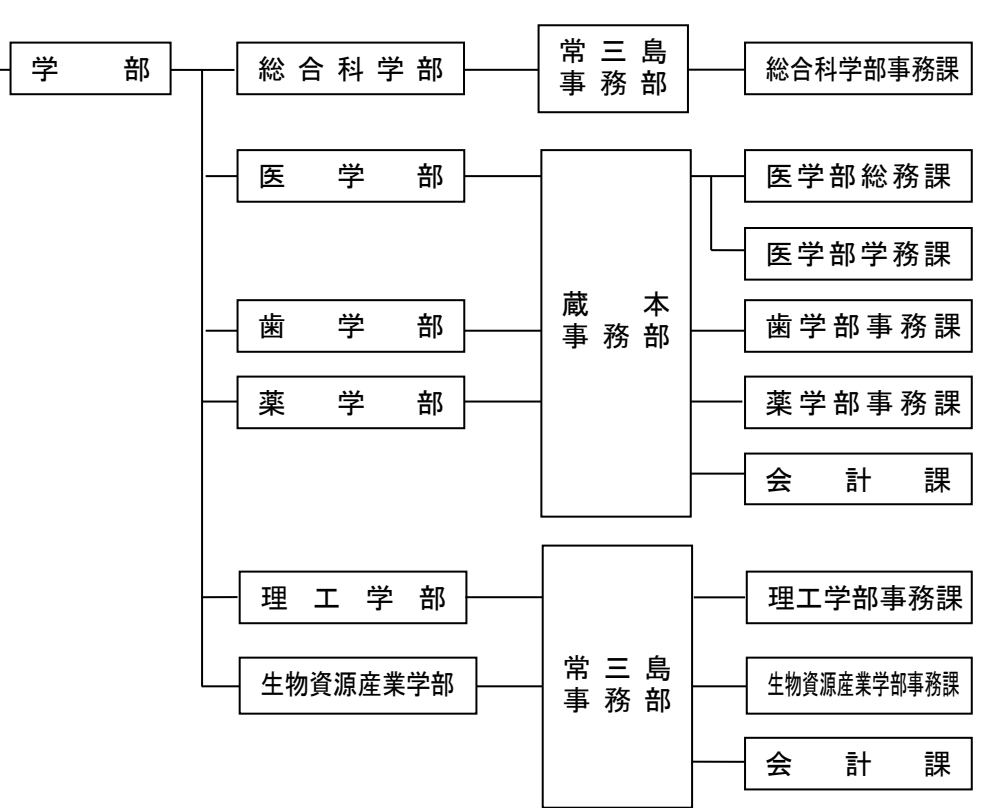 学部
総合科学部
常三島
事務部
総合科学部事務課
医学部
医学部総務課
医学部学務課
蔵本
事務部
歯学部
歯学部事務課
薬学部
薬学部事務課
会計課
理工学部
理工学部事務課
常三島
事務部
生物資源産業学部
生物資源産業学部事務課
会計課